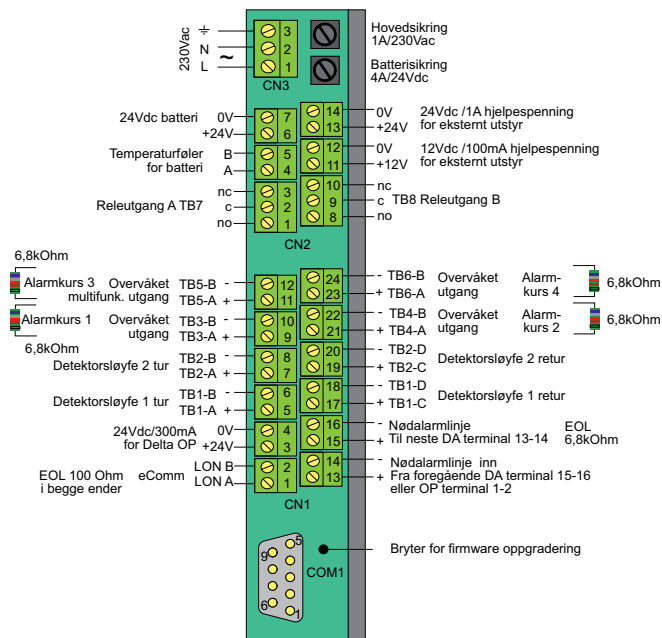 230Vac
N
L
~
3
2
1
CN3
Hovedsikring
1A/230Vac
Batterisikring
4A/24Vdc
24Vdc batteri
0V
+24V
7
6
Temperaturføler
for batteri
B
A
5
4
Releutgang A TB7
nc
c
no
3
2
1
CN2
14
13
0V
+24V
24Vdc /1A hjelpespenning
for eksternt utstyr
12
11
0V
+12V
12Vdc /100mA hjelpespenning
for eksternt utstyr
10
9
8
nc
c TB8 Releutgang B
no
6,8kOhm
Alarmkurs 3
Overvåket
multifunk. utgang
TB5-B -
TB5-A +
12
11
Alarmkurs 1
6,8kOhm
Overvåket
utgang
TB3-B -
TB3-A +
10
9
Detektorsløyfe 2 tur
TB2-B -
TB2-A +
8
7
Detektorsløyfe 1 tur
TB1-B -
TB1-A +
6
5
24Vdc/300mA
for Delta OP
0V
+24V
4
3
EOL 100 Ohm
i begge ender
eComm
LON B
LON A
2
1
CN1
24
23
- TB6-B
+ TB6-A
Overvåket
utgang
Alarm-
kurs 4
6,8kOhm
22
21
- TB4-B
+ TB4-A
Overvåket
utgang
Alarm-
kurs 2
6,8kOhm
20
19
- TB2-D
+ TB2-C
Detektorsløyfe 2 retur
18
17
- TB1-D
+ TB1-C
Detektorsløyfe 1 retur
16
15
- Nødalarmlinje
+ Til neste DA terminal 13-14
EOL
6,8kOhm
14
13
- Nødalarmlinje inn
+ Fra foregående DA terminal 15-16
eller OP terminal 1-2
5
9
6
1
COM1
Bryter for firmware oppgradering